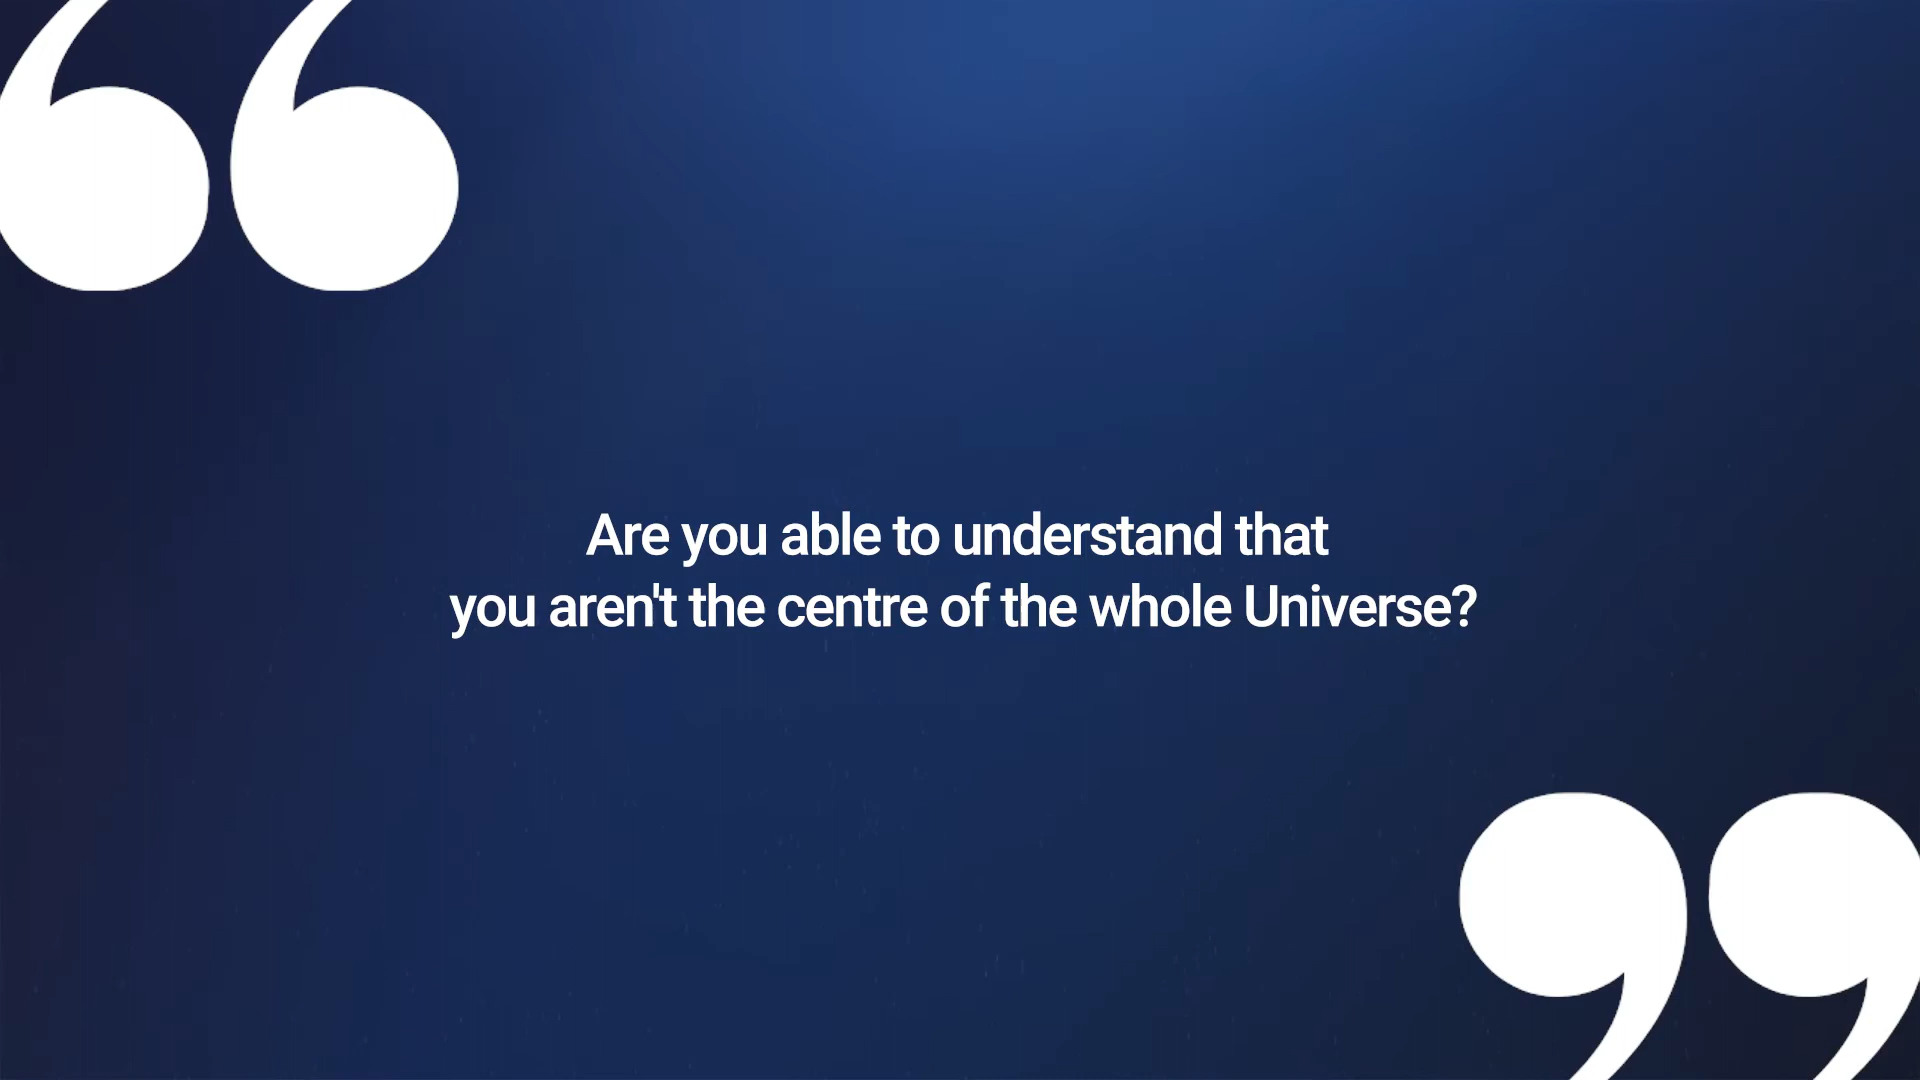 Are you able to understand that
you aren't the centre of the whole Universe?